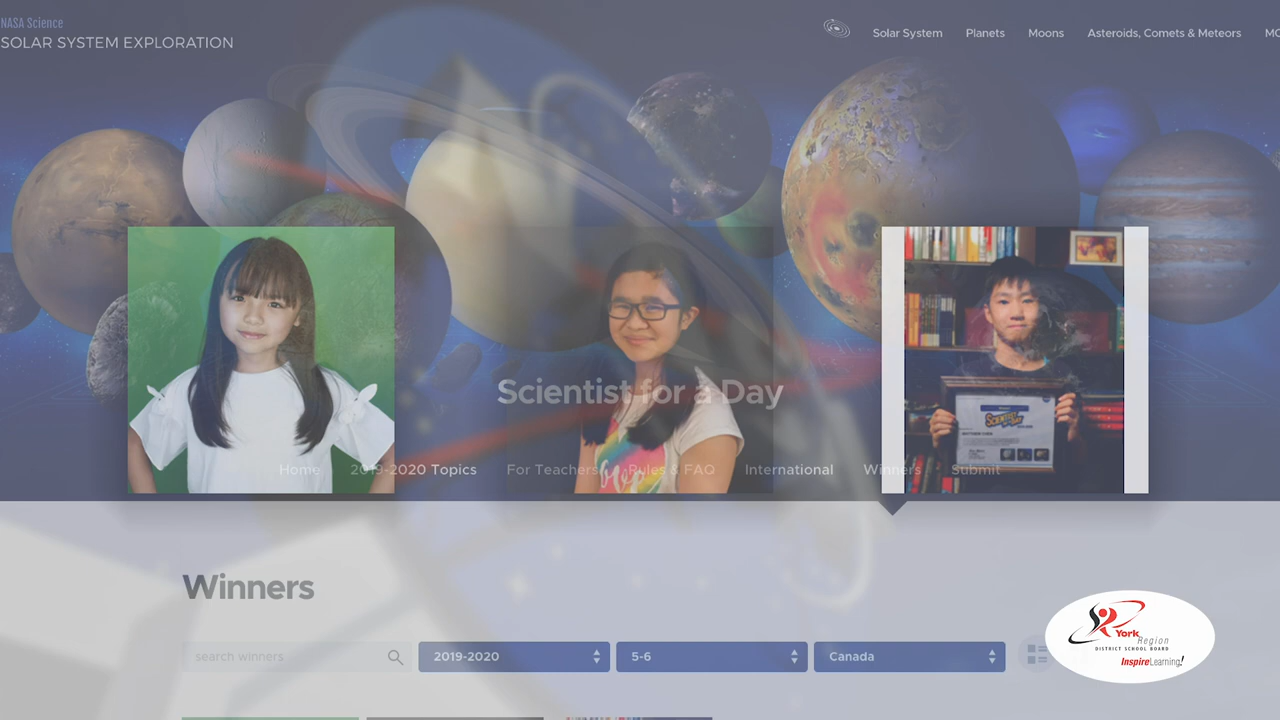 NASA Science
SOLAR SYSTEM EXPLORATION
Solar System Planets Moons Asteroids, Comets & Meteors
Scientist for a Day
SCIENTIST
Home 2019-2020 Topics For Teachers Rules & FAQ International Winners Submit
Winners
search winners 2019-2020 5-6 Canada
York
Region
DISTRICT SCHOOL BOARD
InspireLearning!